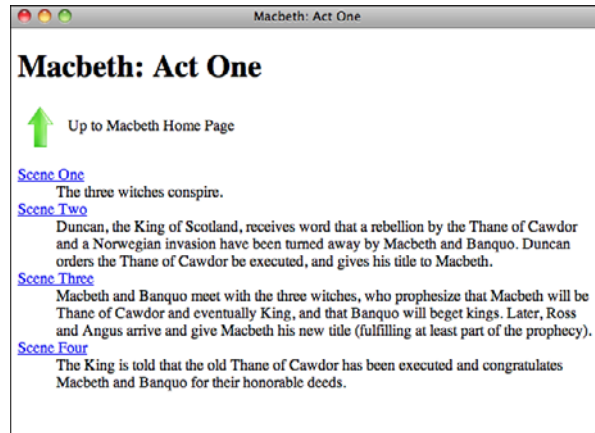 Macbeth: Act One
Macbeth: Act One
Up to Macbeth Home Page
Scene One
The three witches conspire.
Scene Two
Duncan, the King of Scotland, receives word that a rebellion by the Thane of Cawdor
and a Norwegian invasion have been turned away by Macbeth and Banquo. Duncan
orders the Thane of Cawdor be executed, and gives his title to Macbeth.
Scene Three
Macbeth and Banquo meet with the three witches, who prophesize that Macbeth will be
Thane of Cawdor and eventually King, and that Banquo will beget kings. Later, Ross
and Angus arrive and give Macbeth his new title (fulfilling at least part of the prophecy).
Scene Four
The King is told that the old Thane of Cawdor has been executed and congratulates
Macbeth and Banquo for their honorable deeds.